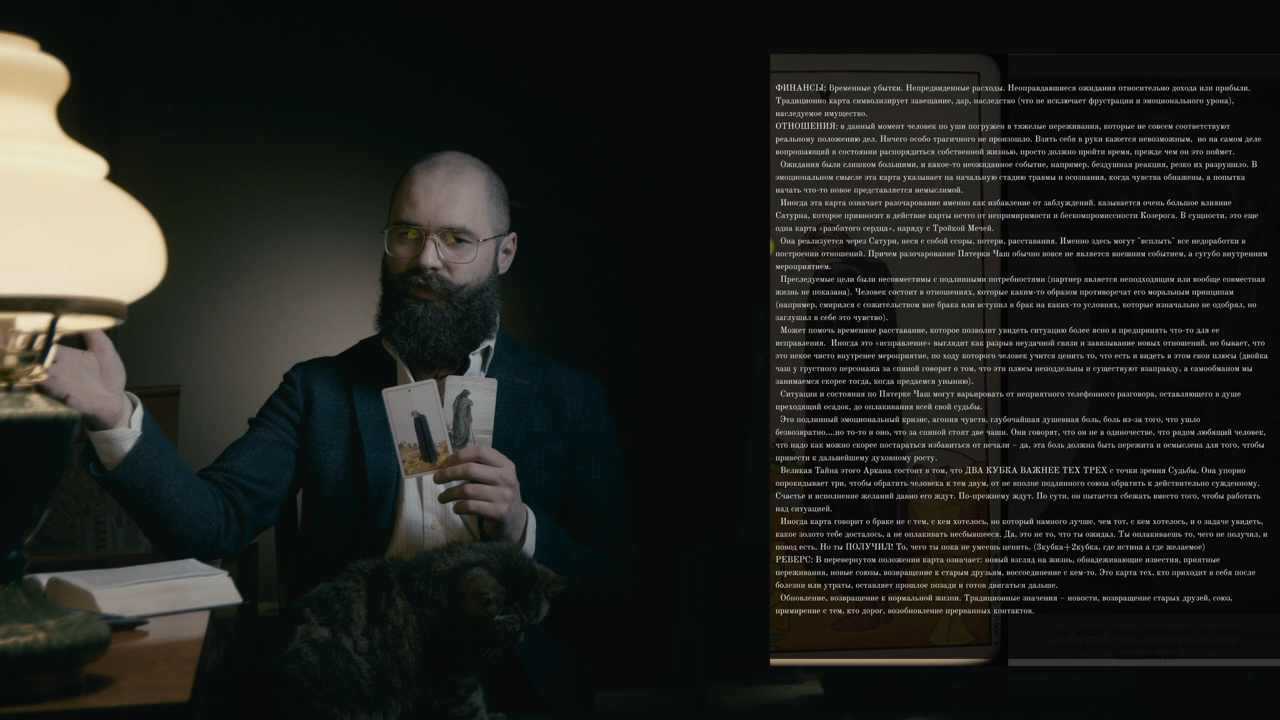 ФИНАНСЫ: Временные убытки. Непредвиденные расходы. Неоправдавшиеся ожидания относительно дохода или прибыли.
Традиционно карта символизирует завещание, дар, наследство (что не исключает фрустрации и эмоционального урона),
наследуемое имущество.
ОТНОШЕНИЯ: в данный момент человек по уши погружен в тяжелые переживания, которые не совсем соответствуют
реальному положению дел. Ничего особо трагичного не произошло. Взять себя в руки кажется невозможным, но на самом деле
вопрошающий в состоянии распорядиться собственной жизнью, просто должно пройти время, прежде чем он это поймет.
Ожидания были слишком большими, и какое-то неожиданное событие, например, бездушная реакция, резко их разрушило. В
эмоциональном смысле эта карта указывает на начальную стадию травмы и осознания, когда чувства обнажены, а попытка
начать что-то новое представляется немыслимой.
Иногда эта карта означает разочарование именно как избавление от заблуждений. казывается очень большое влияние
Сатурна, которое привносит в действие карты нечто от непримиримости и бескомпромиссности Козерога. В сущности, это еще
одна карта «разбитого сердца», наряду с Тройкой Мечей.
Она реализуется через Сатурн, неся с собой ссоры, потери, расставания. Именно здесь могут "всплыть" все недоработки в
построении отношений. Причем разочарование Пятерки Чаш обычно вовсе не является внешним событием, а сугубо внутренним
мероприятием.
Преследуемые цели были несовместимы с подлинными потребностями (партнер является неподходящим или вообще совместная
жизнь не показана). Человек состоит в отношениях, которые каким-то образом противоречат его моральным принципам
(например, смирился с сожительством вне брака или вступил в брак на каких-то условиях, которые изначально не одобрял, но
заглушил в себе это чувство).
Может помочь временное расставание, которое позволит увидеть ситуацию более ясно и предпринять что-то для ее
исправления. Иногда это «исправление» выглядит как разрыв неудачной связи и завязывание новых отношений, но бывает, что
это некое чисто внутренее мероприятие, по ходу которого человек учится ценить то, что есть и видеть в этом свои плюсы (двойка
чаш у грустного персонажа за спиной говорит о том, что эти плюсы неподдельны и существуют взаправду, а самообманом мы
занимаемся скорее тогда, когда предаемся унынию).
Ситуации и состояния по Пятерке Чаш могут варьировать от неприятного телефонного разговора, оставляющего в душе
преходящий осадок, до оплакивания всей свой судьбы.
Это подлинный эмоциональный кризис, агония чувств, глубочайшая душевная боль, боль из-за того, что ушло
безвозвратно....но то-то и оно, что за спиной стоят две чаши. Они говорят, что он не в одиночестве, что рядом любящий человек,
что надо как можно скорее постараться избавиться от печали – да, эта боль должна быть пережита и осмыслена для того, чтобы
привести к дальнейшему духовному росту.
Великая Тайна этого Аркана состоит в том, что ДВА КУБКА ВАЖНЕЕ ТЕХ ТРЕХ с точки зрения Судьбы. Она упорно
опрокидывает три, чтобы обратить человека к тем двум, от не вполне подлинного союза обратить к действительно сужденному.
Счастье и исполнение желаний давно его ждут. По-прежнему ждут. По сути, он пытается сбежать вместо того, чтобы работать
над ситуацией.
Иногда карта говорит о браке не с тем, с кем хотелось, но который намного лучше, чем тот, с кем хотелось, и о задаче увидеть,
какое золото тебе досталось, а не оплакивать несбывшееся. Да, это не то, что ты ожидал. Ты оплакиваешь то, чего не получил, и
повод есть. Но ты ПОЛУЧИЛ! То, чего ты пока не умеешь ценить. (3кубка+2кубка, где истина а где желаемое)
РЕВЕРС: В перевернутом положении карта означает: новый взгляд на жизнь, обнадеживающие известия, приятные
переживания, новые союзы, возвращение к старым друзьям, воссоединение с кем-то. Это карта тех, кто приходит в себя после
болезни или утраты, оставляет прошлое позади и готов двигаться дальше.
Обновление, возвращение к нормальной жизни. Традиционные значения – новости, возвращение старых друзей, союз,
примирение с тем, кто дорог, возобновление прерванных контактов.